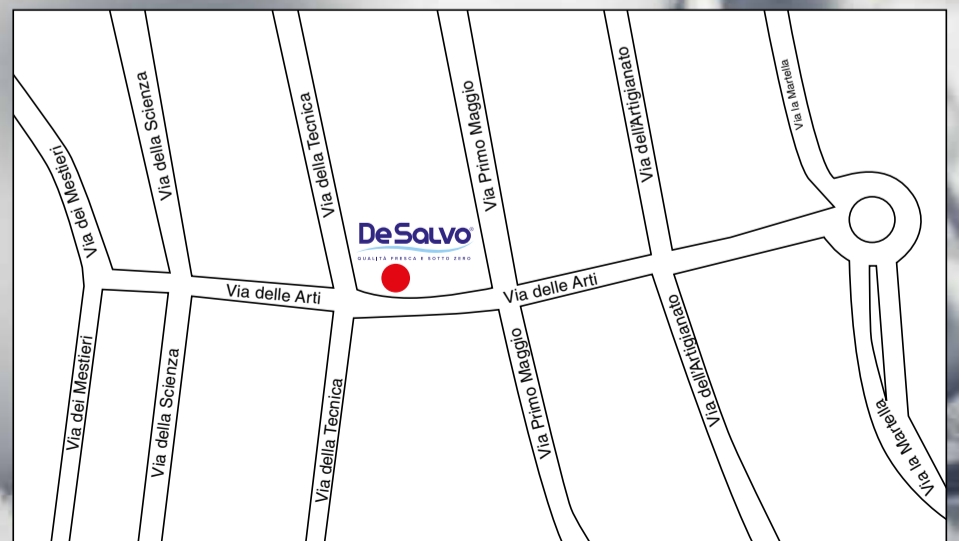 Via dei Mestieri
Via della Scienza
Via della Tecnica
Via Primo Maggio
Via dell'Artigianato
Via la Martella
DeSalvo®
QUALITÀ FRESCA E SOTTO ZERO
Via delle Arti
Via delle Arti
Via dei Mestieri
Via della Scienza
Via della Tecnica
Via Primo Maggio
Via dell'Artigianato
Via la Martella